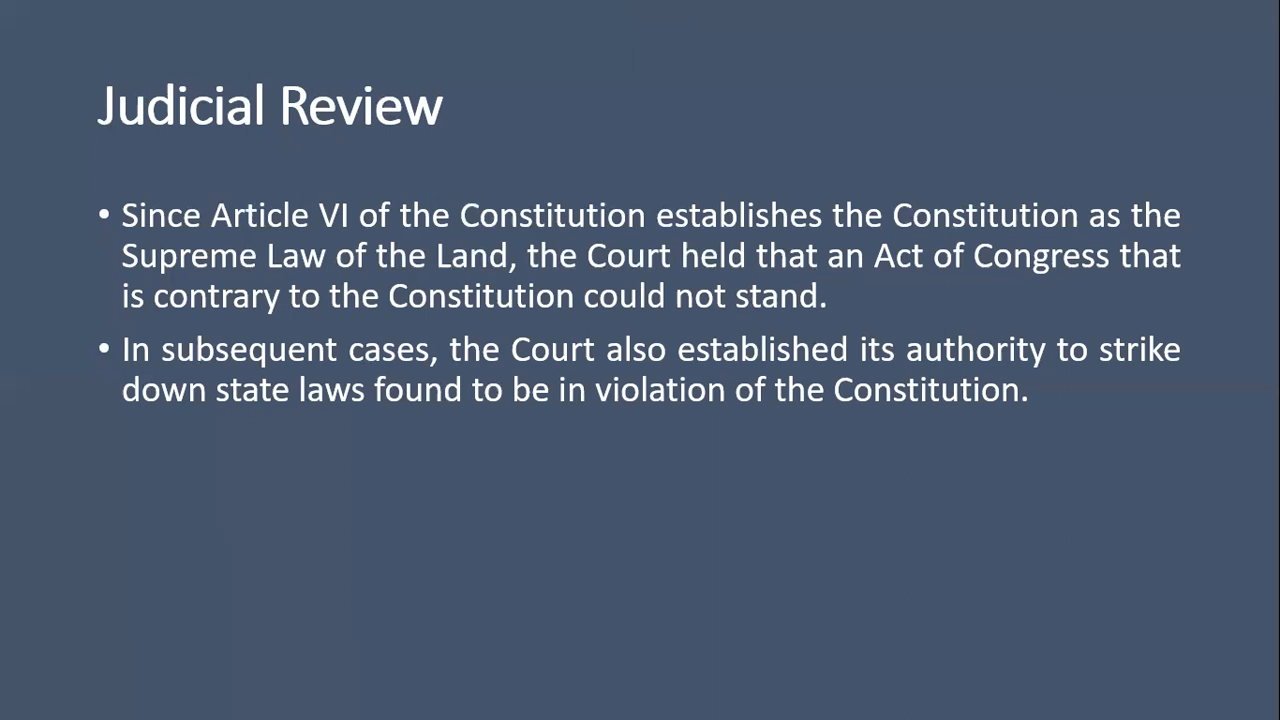 Judicial Review
• Since Article VI of the Constitution establishes the Constitution as the
Supreme Law of the Land, the Court held that an Act of Congress that
is contrary to the Constitution could not stand.
• In subsequent cases, the Court also established its authority to strike
down state laws found to be in violation of the Constitution.